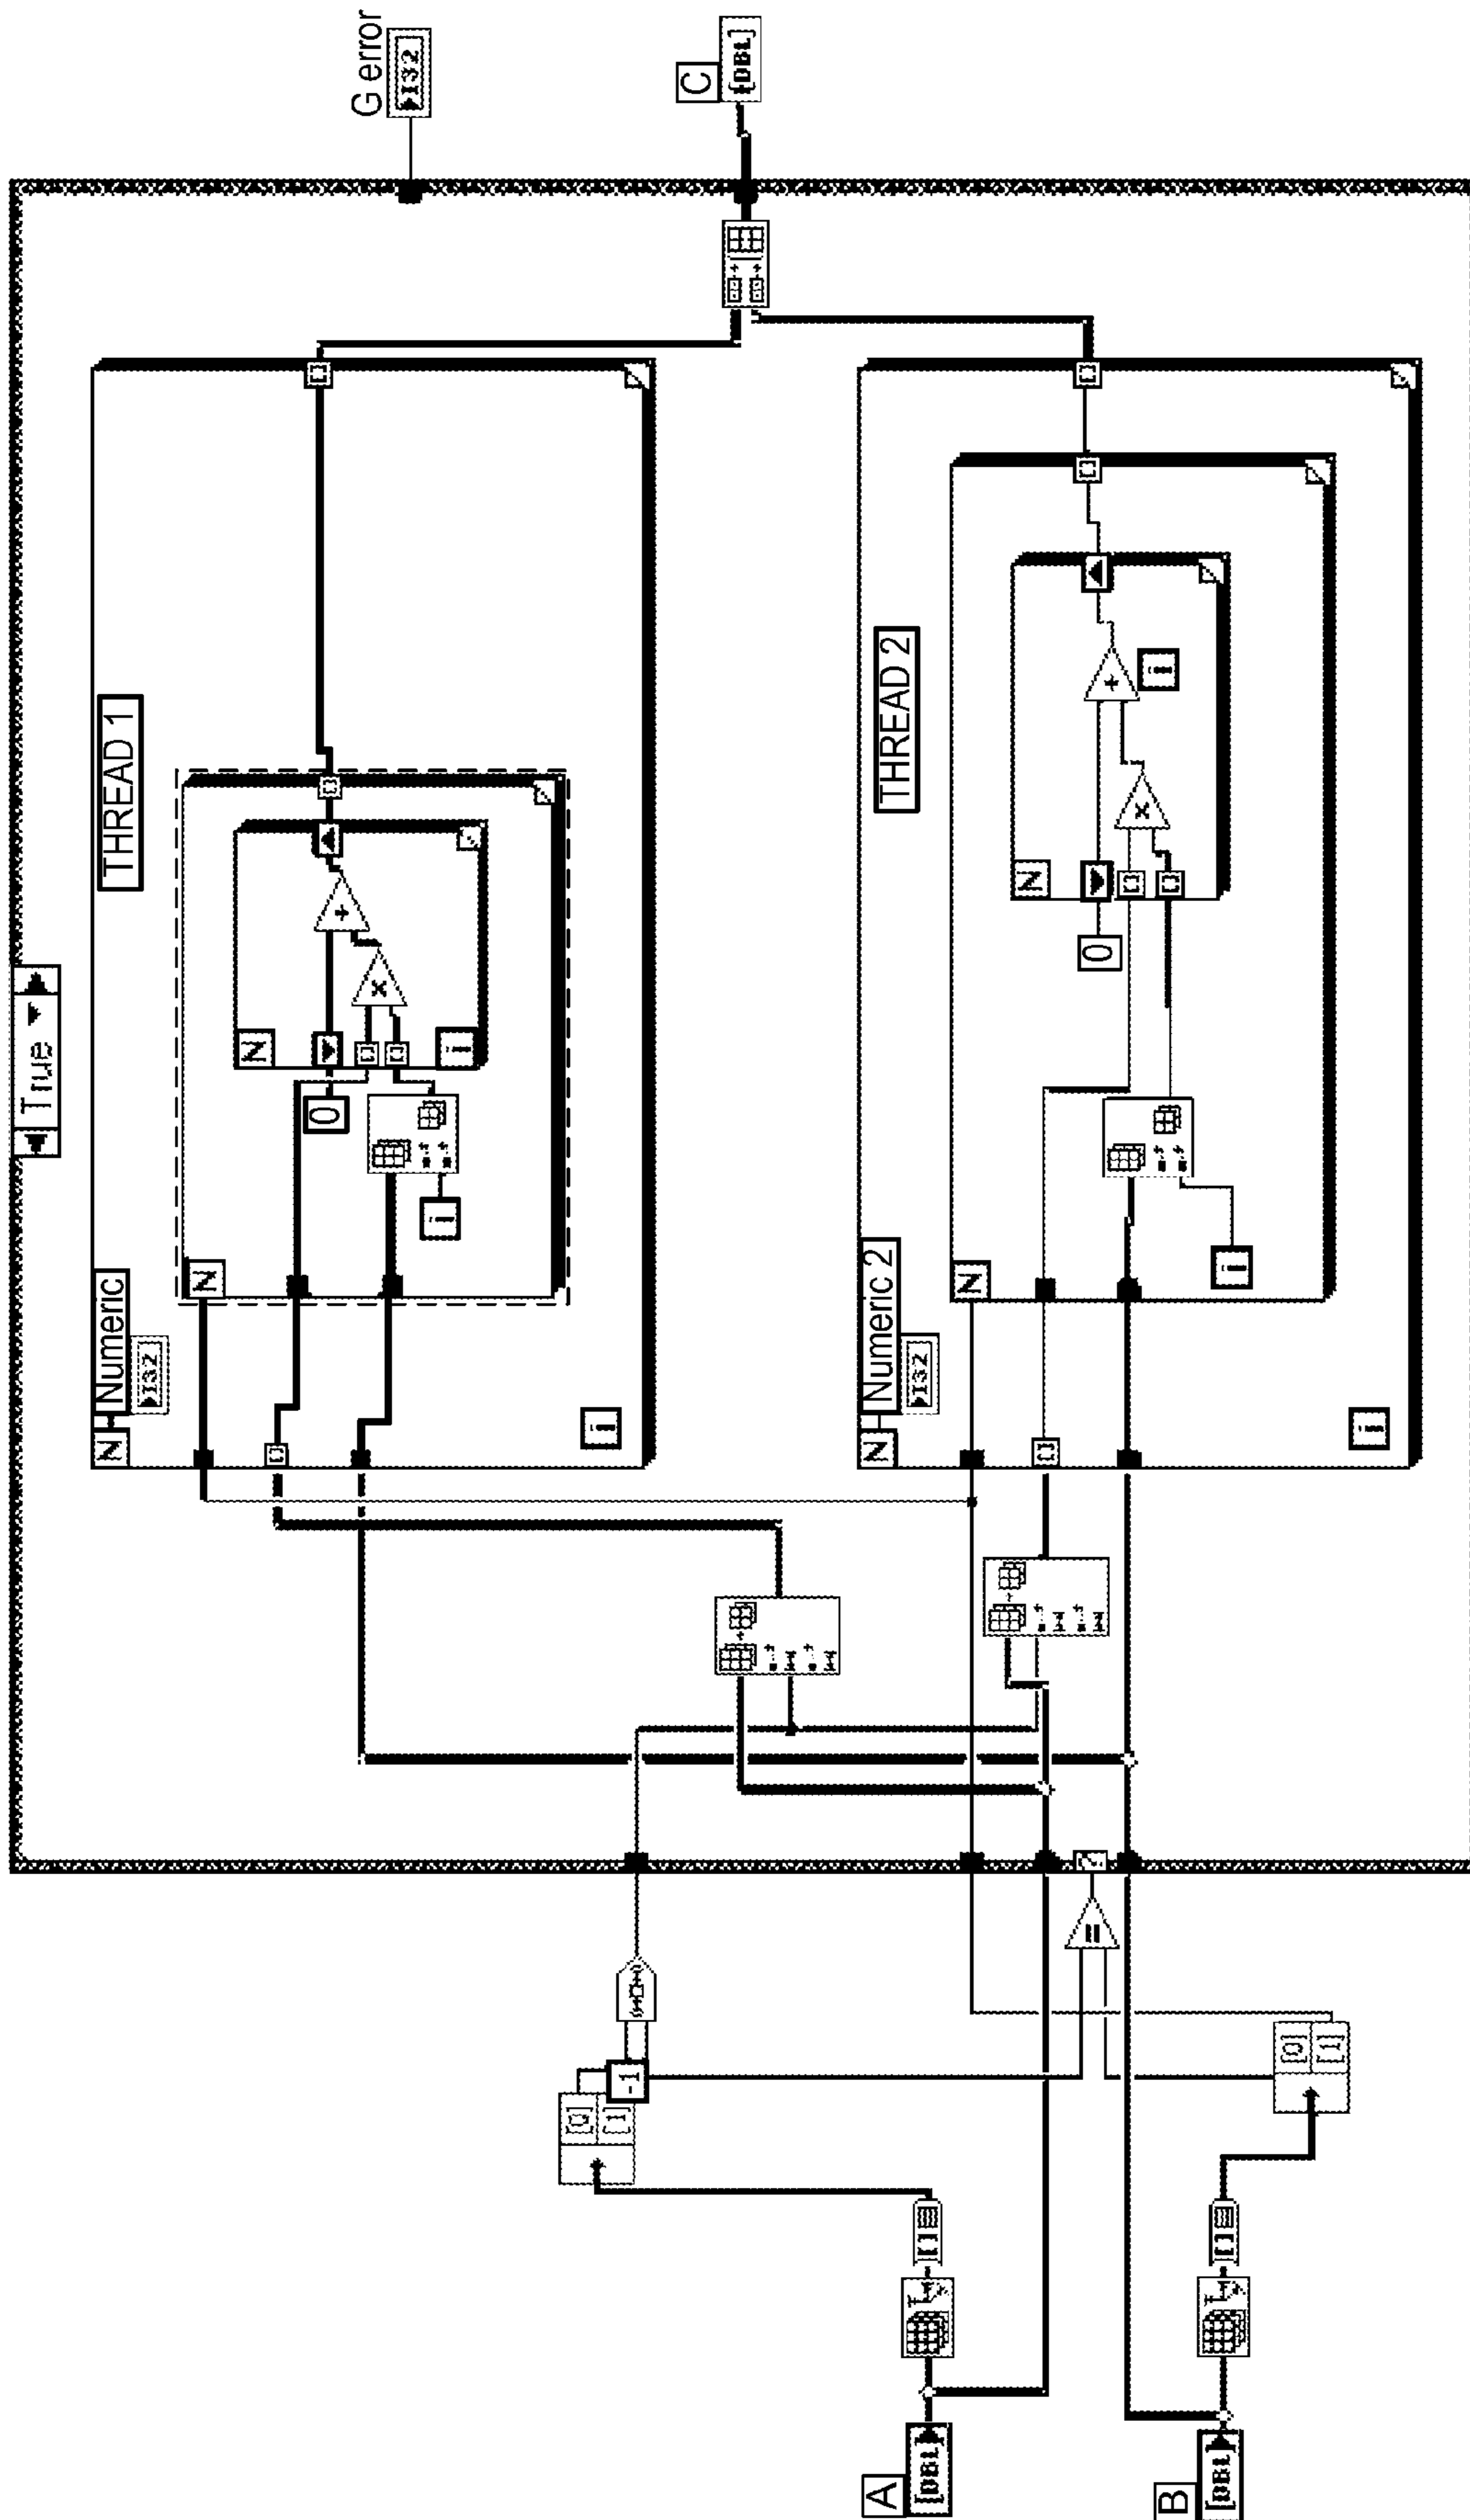 G error
▶I32
C
[DBL]
True
THREAD 1
Numeric
▶I32
N
N
N
0
+
x
i
i
i
THREAD 2
Numeric 2
▶I32
N
N
N
0
+
x
i
i
i
-1
[0]
[1]
=
[0]
[1]
A
[DBL]
B
[DBL]